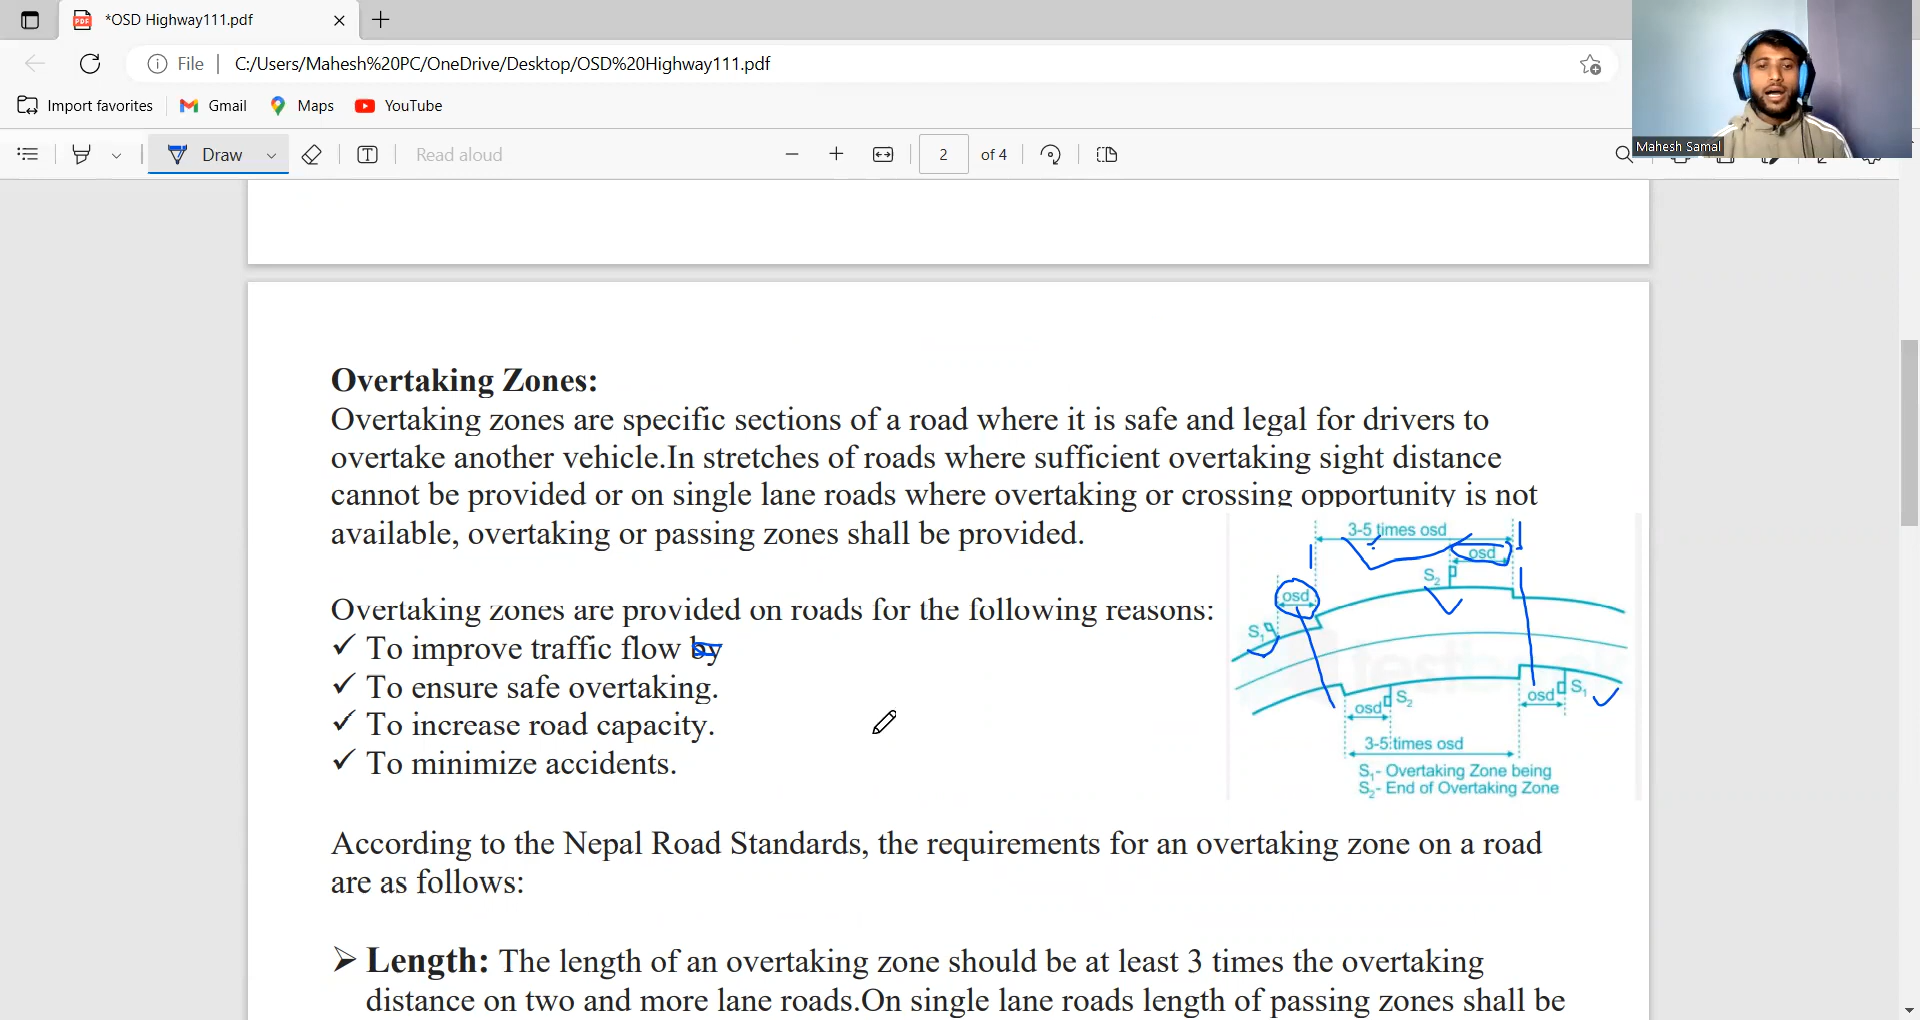 *OSD Highway111.pdf
File
C:/Users/Mahesh%20PC/OneDrive/Desktop/OSD%20Highway111.pdf
Import favorites
Gmail
Maps
YouTube
Draw
Read aloud
2
of 4
Mahesh Samal
Overtaking Zones:
Overtaking zones are specific sections of a road where it is safe and legal for drivers to
overtake another vehicle.In stretches of roads where sufficient overtaking sight distance
cannot be provided or on single lane roads where overtaking or crossing opportunity is not
available, overtaking or passing zones shall be provided.
Overtaking zones are provided on roads for the following reasons:
✓ To improve traffic flow by
✓ To ensure safe overtaking.
✓ To increase road capacity.
✓ To minimize accidents.
3-5 times osd
osd
S2
osd
S1
osd
S2
osd
S1
3-5 times osd
S1- Overtaking Zone being
S2- End of Overtaking Zone
According to the Nepal Road Standards, the requirements for an overtaking zone on a road
are as follows:
➢ Length: The length of an overtaking zone should be at least 3 times the overtaking
distance on two and more lane roads.On single lane roads length of passing zones shall be